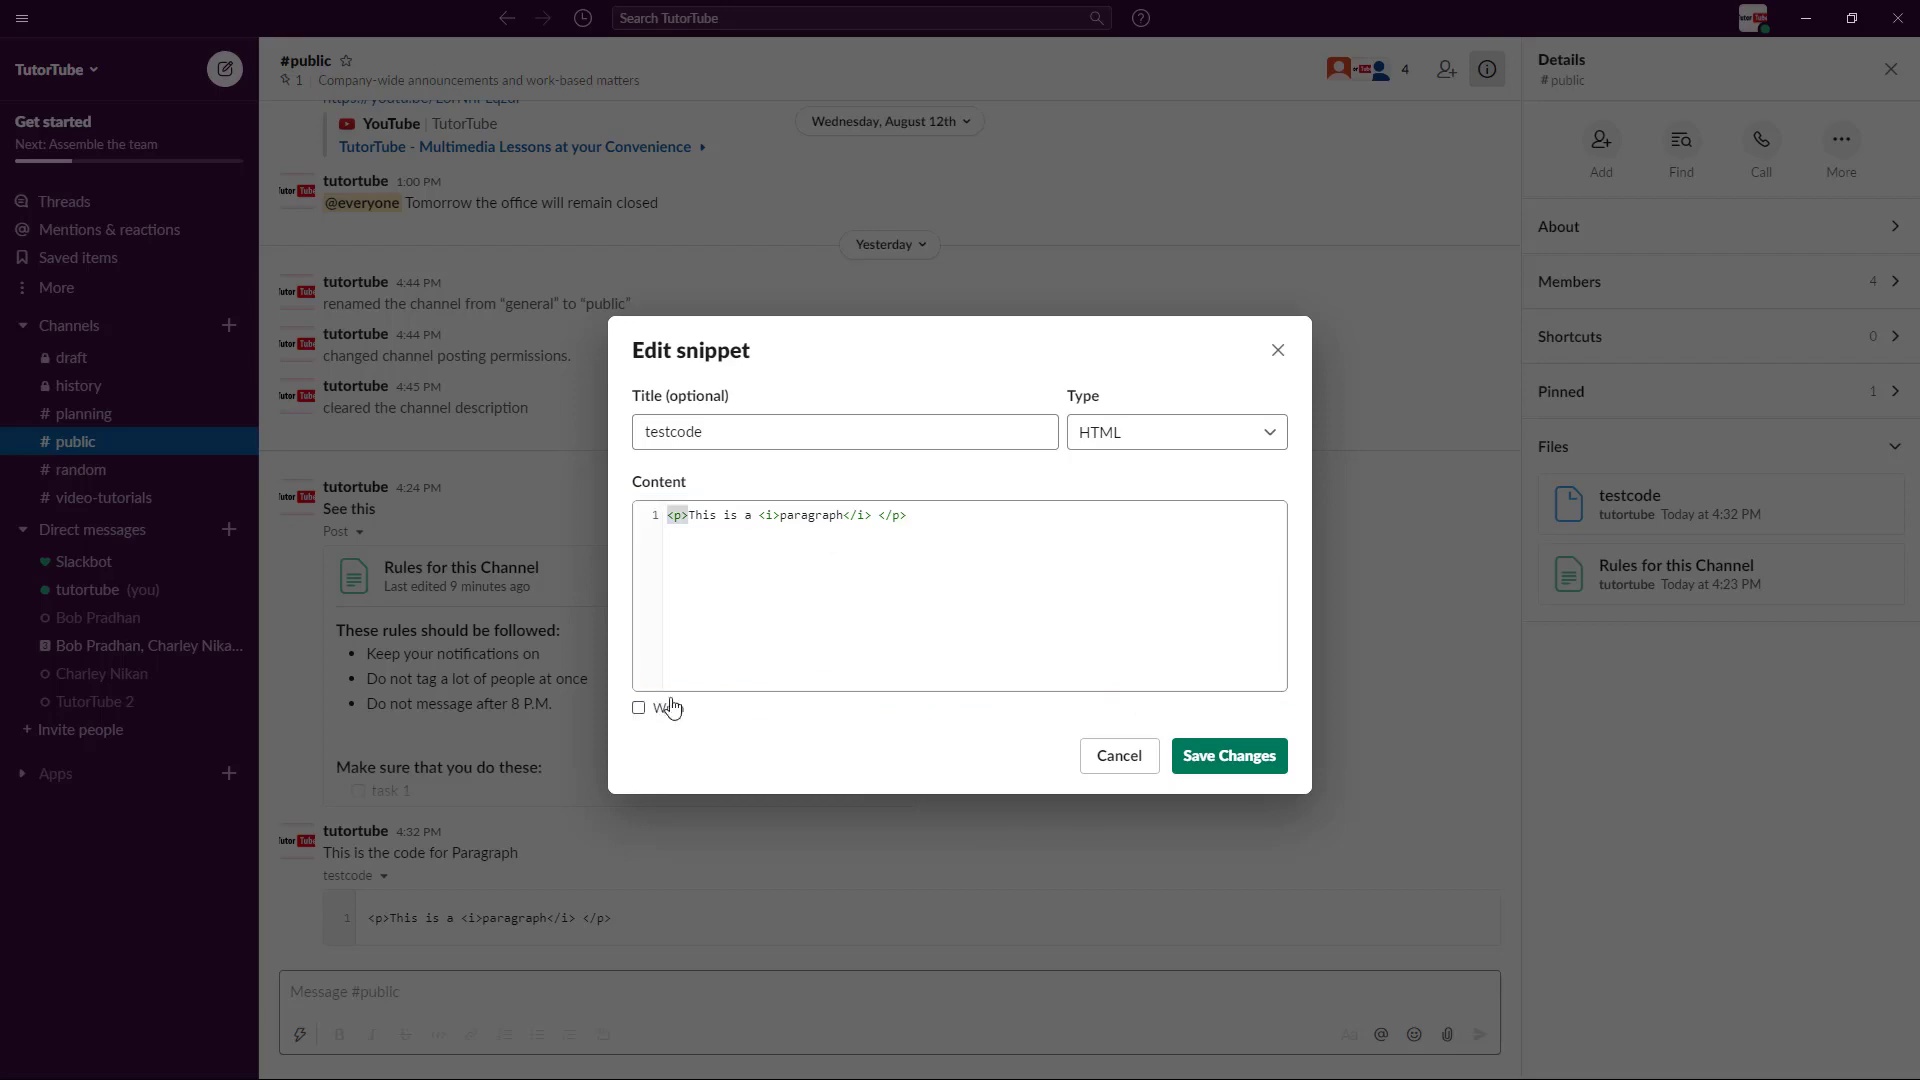 Search TutorTube
TutorTube
Get started
Next: Assemble the team
Threads
Mentions & reactions
Saved items
More
Channels
draft
history
# planning
# public
# random
# video-tutorials
Direct messages
Slackbot
tutortube (you)
Bob Pradhan
3 Bob Pradhan, Charley Nika...
Charley Nikan
TutorTube 2
+ Invite people
Apps
#public
1 | Company-wide announcements and work-based matters
4
Wednesday, August 12th
YouTube | TutorTube
TutorTube - Multimedia Lessons at your Convenience
tutortube 1:00 PM
@everyone Tomorrow the office will remain closed
Yesterday
tutortube 4:44 PM
renamed the channel from “general” to “public”
tutortube 4:44 PM
changed channel posting permissions.
tutortube 4:45 PM
cleared the channel description
tutortube 4:24 PM
See this
Post
Rules for this Channel
Last edited 9 minutes ago
These rules should be followed:
• Keep your notifications on
• Do not tag a lot of people at once
• Do not message after 8 P.M.
Make sure that you do these:
task 1
tutortube 4:32 PM
This is the code for Paragraph
testcode
1 <p>This is a <i>paragraph</i> </p>
Message #public
Edit snippet
Title (optional)
Type
testcode
HTML
Content
1 <p>This is a <i>paragraph</i> </p>
Cancel
Save Changes
Details
# public
Add
Find
Call
More
About
Members 4
Shortcuts 0
Pinned 1
Files
testcode
tutortube Today at 4:32 PM
Rules for this Channel
tutortube Today at 4:23 PM